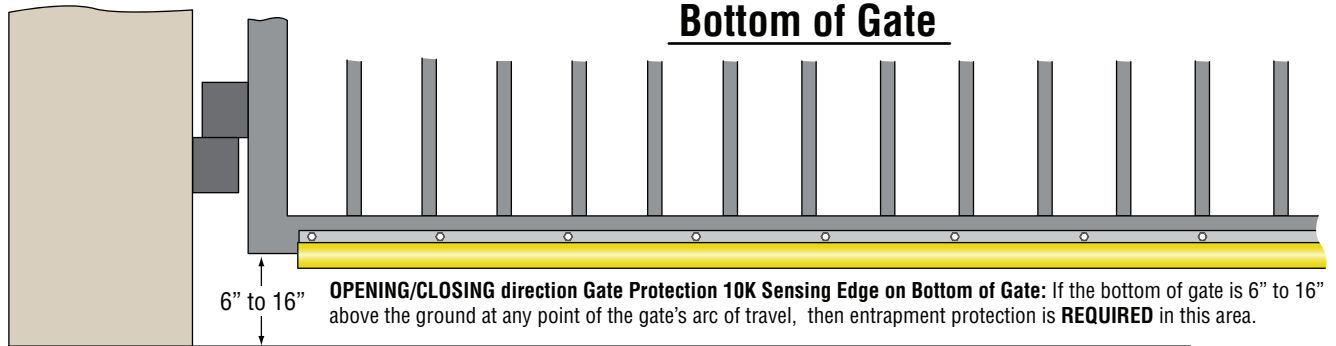 Bottom of Gate
6” to 16”
OPENING/CLOSING direction Gate Protection 10K Sensing Edge on Bottom of Gate: If the bottom of gate is 6” to 16”
above the ground at any point of the gate’s arc of travel, then entrapment protection is REQUIRED in this area.